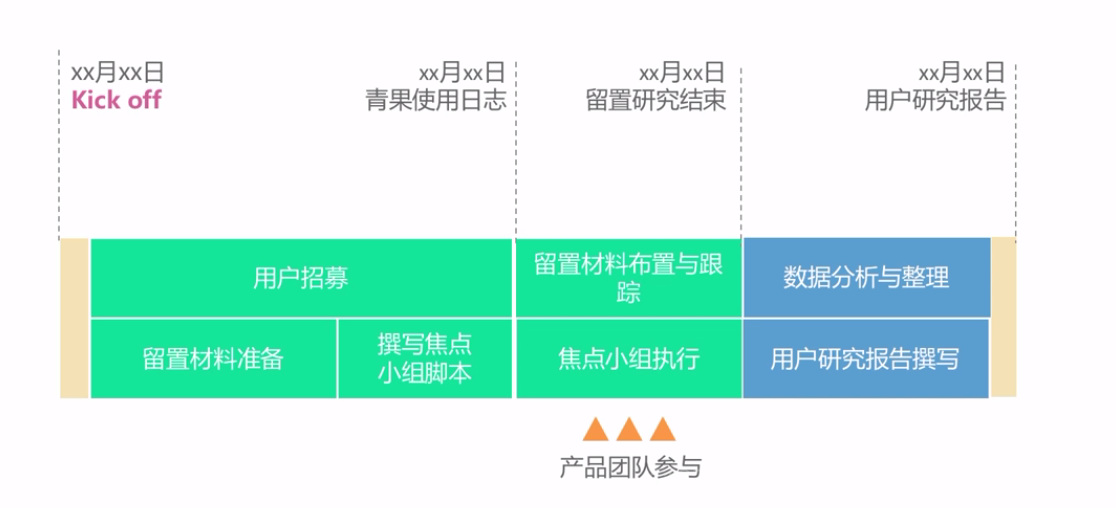 xx月xx日
Kick off
xx月xx日
青果使用日志
xx月xx日
留置研究结束
xx月xx日
用户研究报告
用户招募
留置材料布置与跟
踪
数据分析与整理
留置材料准备
撰写焦点
小组脚本
焦点小组执行
用户研究报告撰写
产品团队参与